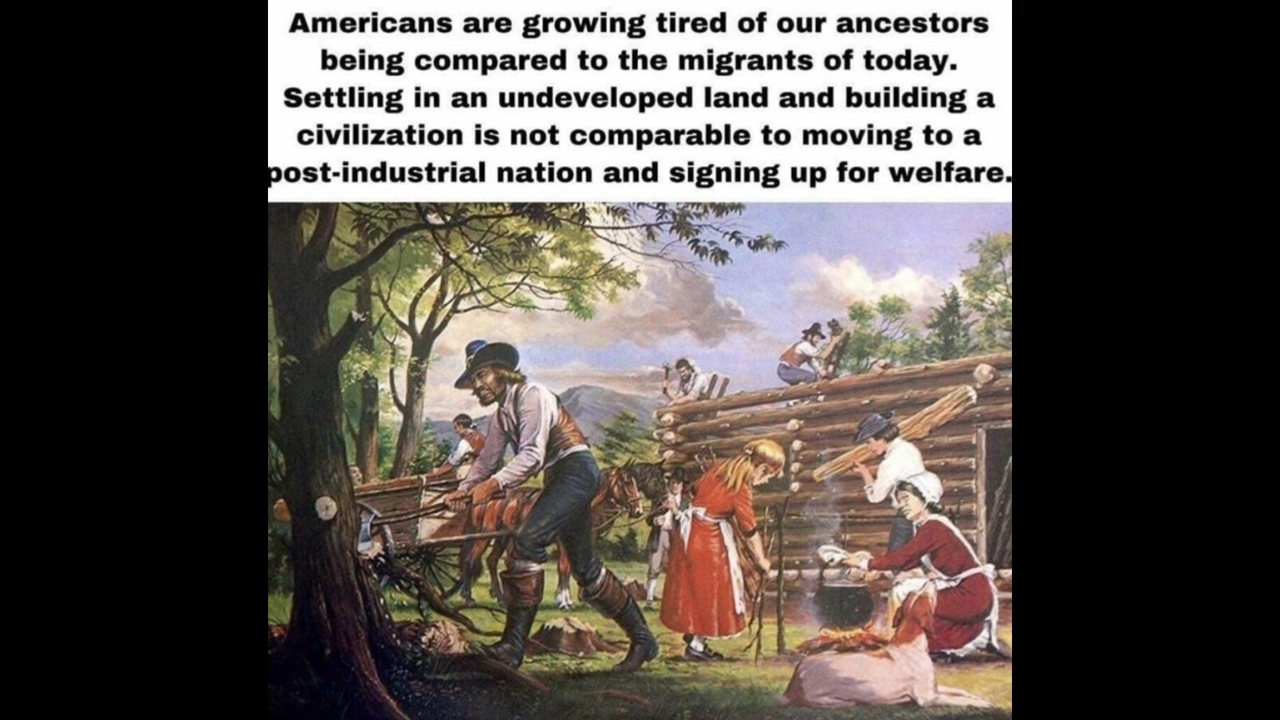 Americans are growing tired of our ancestors
being compared to the migrants of today.
Settling in an undeveloped land and building a
civilization is not comparable to moving to a
post-industrial nation and signing up for welfare.